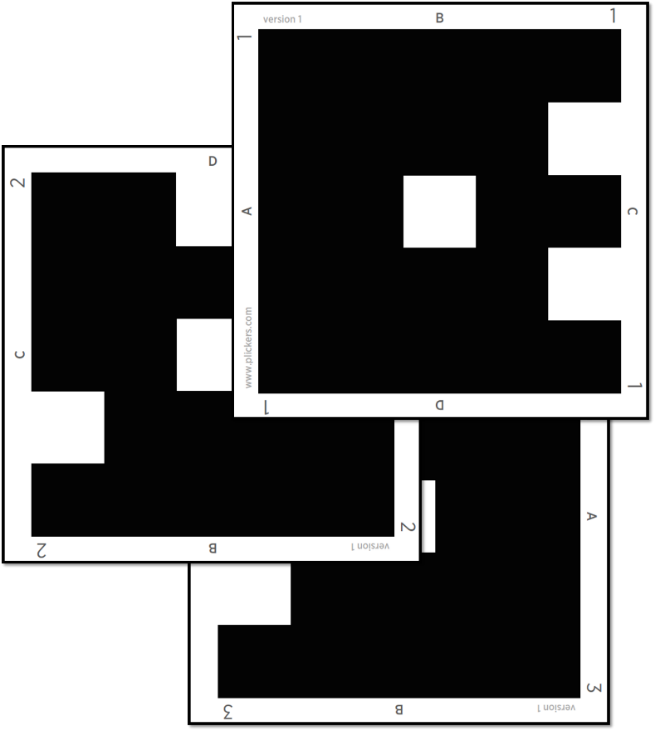 version 1 B 1
1
A
C
www.plickers.com
1 D 1
2 D
C
2 B version 1 2
A
3
3 B version 1